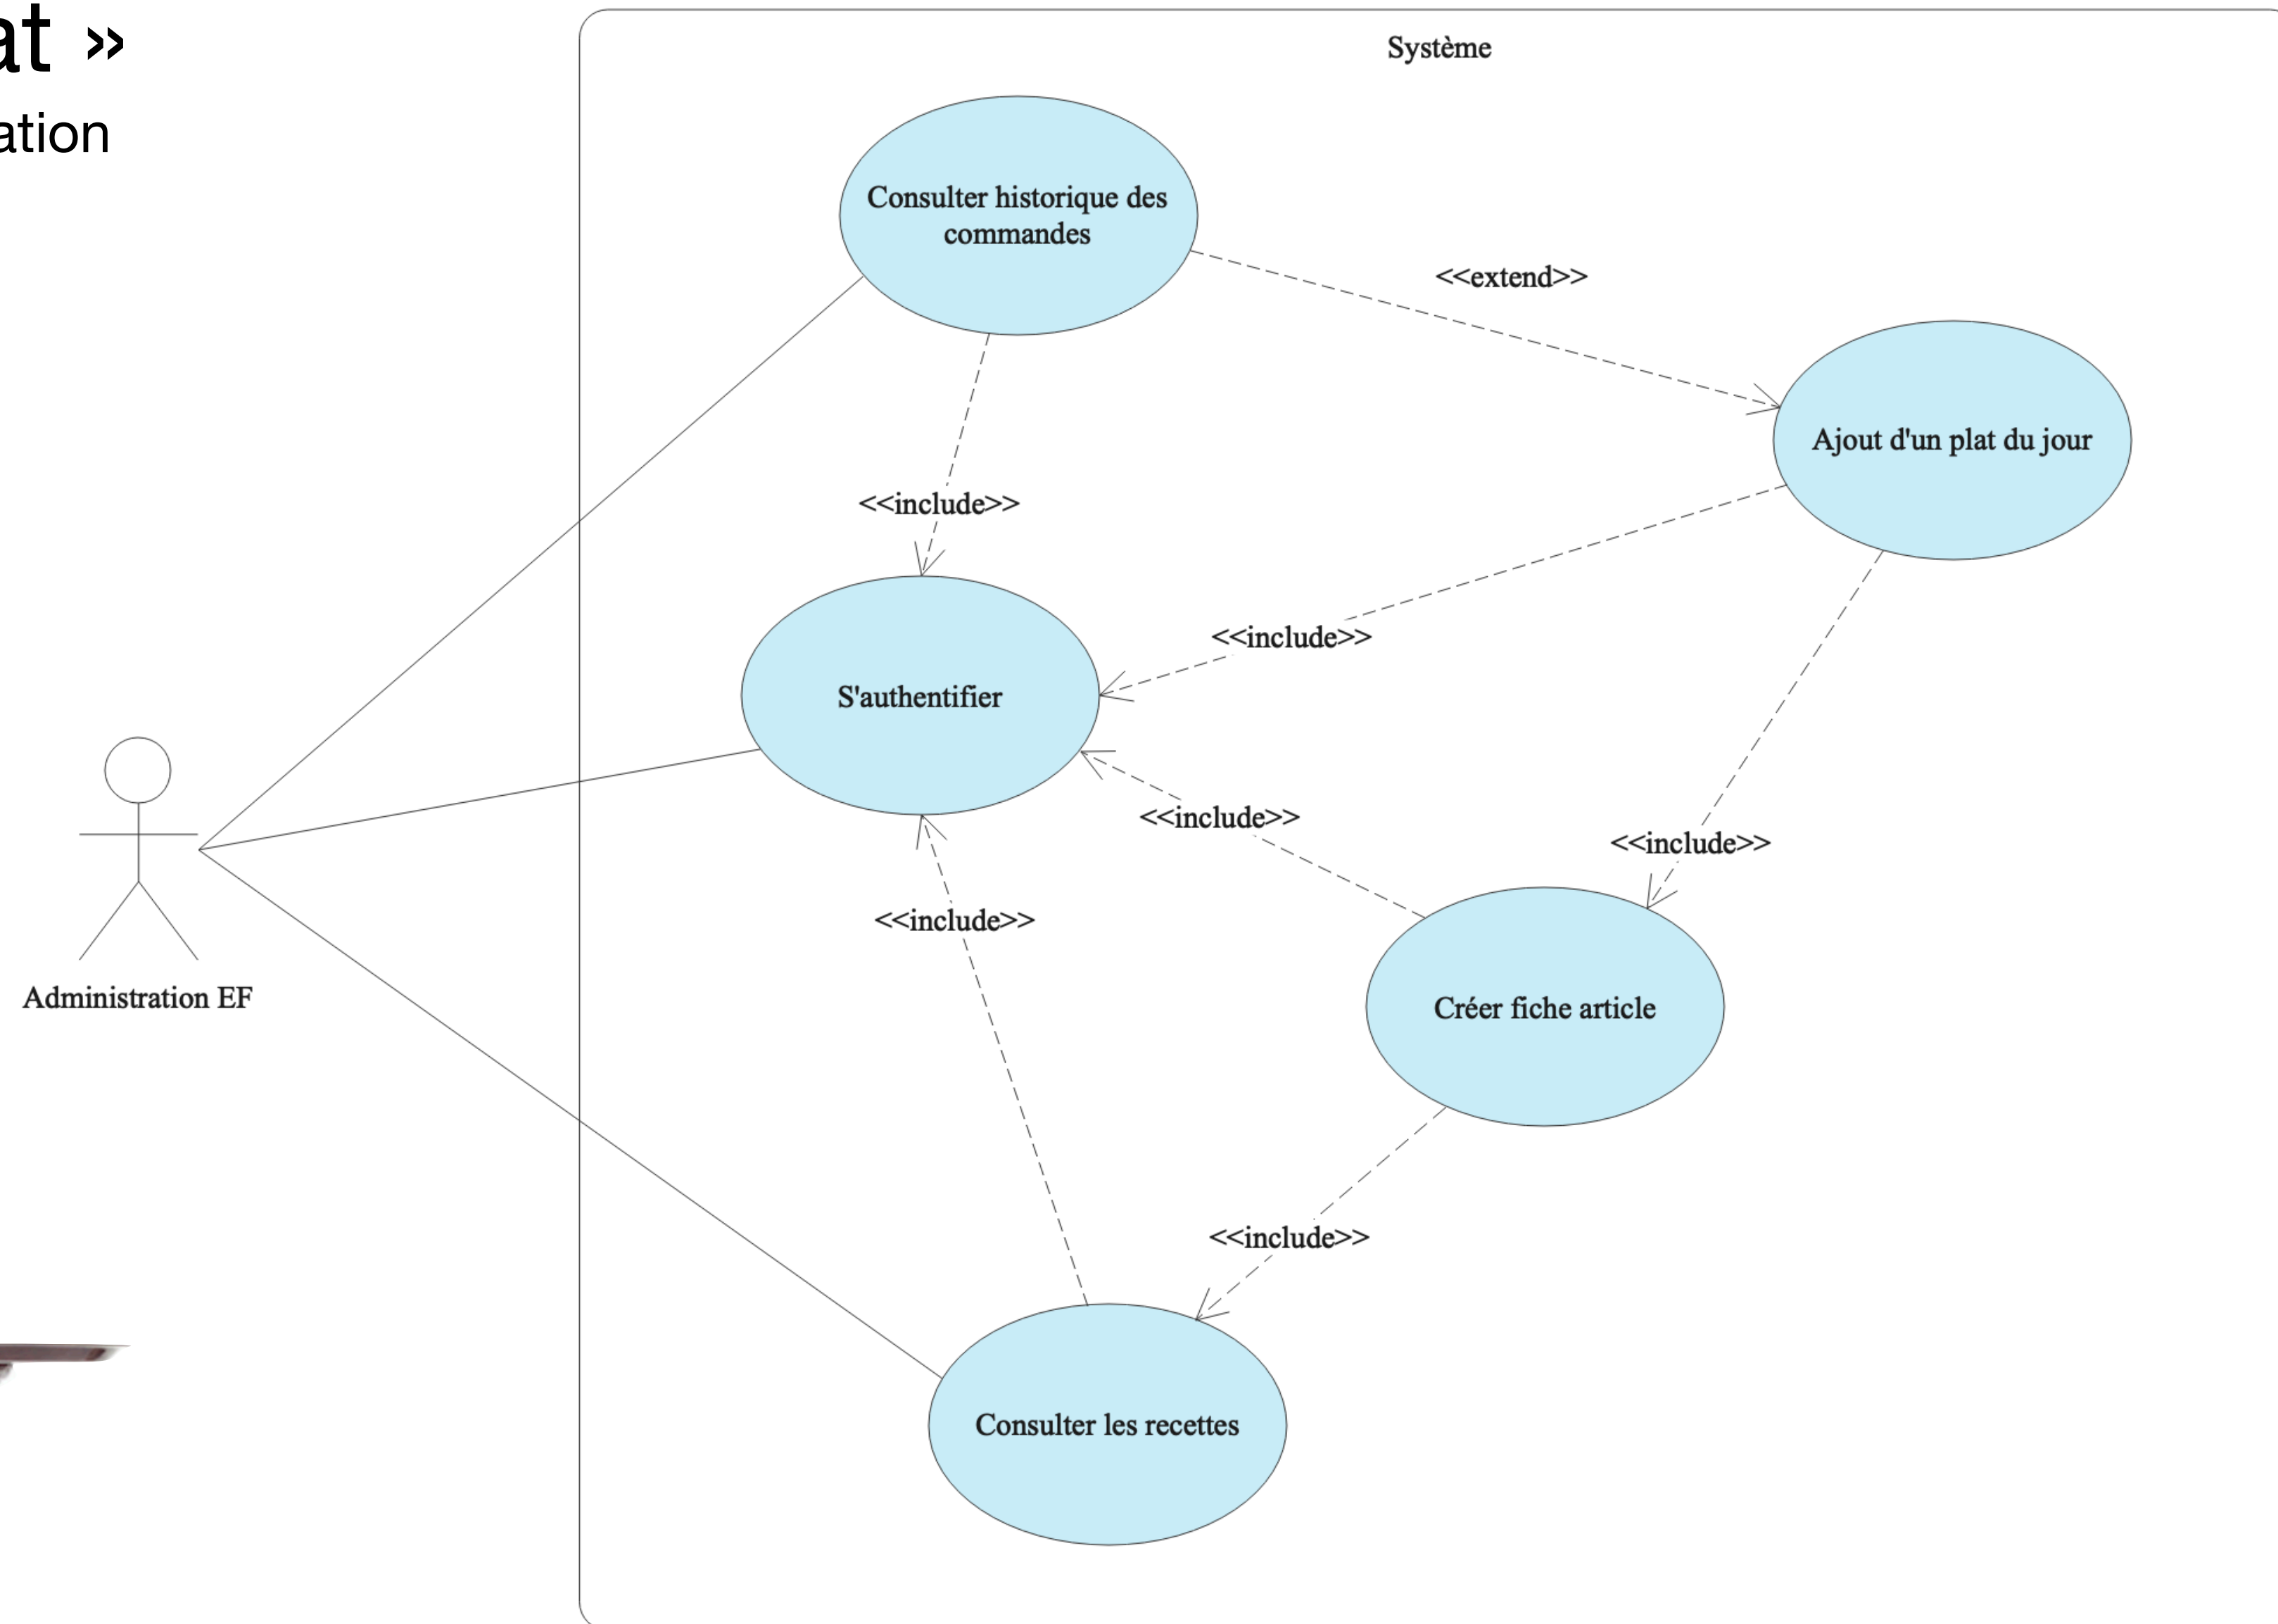 at »
ation
Système
Consulter historique des
commandes
<<extend>>
Ajout d'un plat du jour
<<include>>
<<include>>
S'authentifier
<<include>>
<<include>>
<<include>>
Administration EF
Créer fiche article
<<include>>
Consulter les recettes